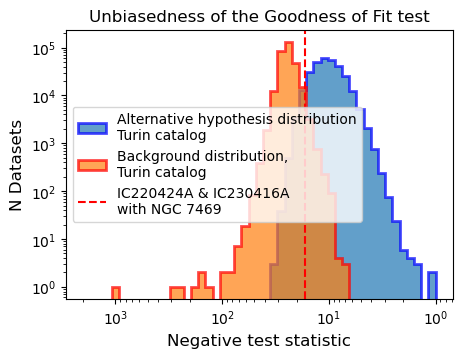 Unbiasedness of the Goodness of Fit test
N Datasets
10⁵
10⁴
10³
10²
10¹
10⁰
Alternative hypothesis distribution
Turin catalog
Background distribution,
Turin catalog
IC220424A & IC230416A
with NGC 7469
10³ 10² 10¹ 10⁰
Negative test statistic